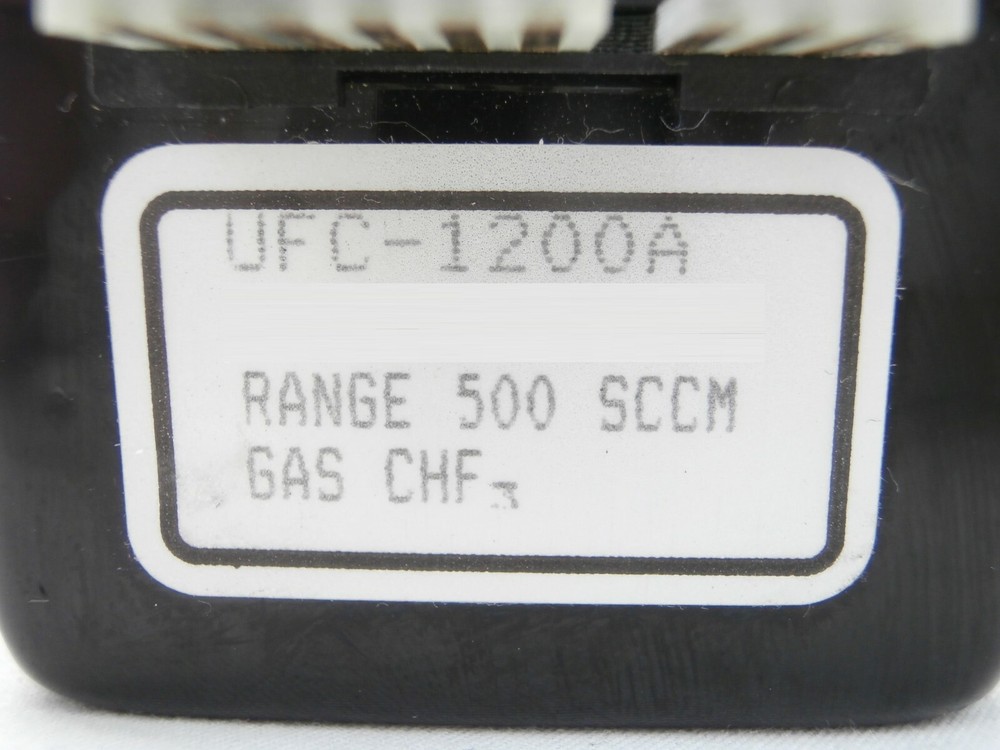 UFC-1200A
RANGE 500 SCCM
GAS CHF₃